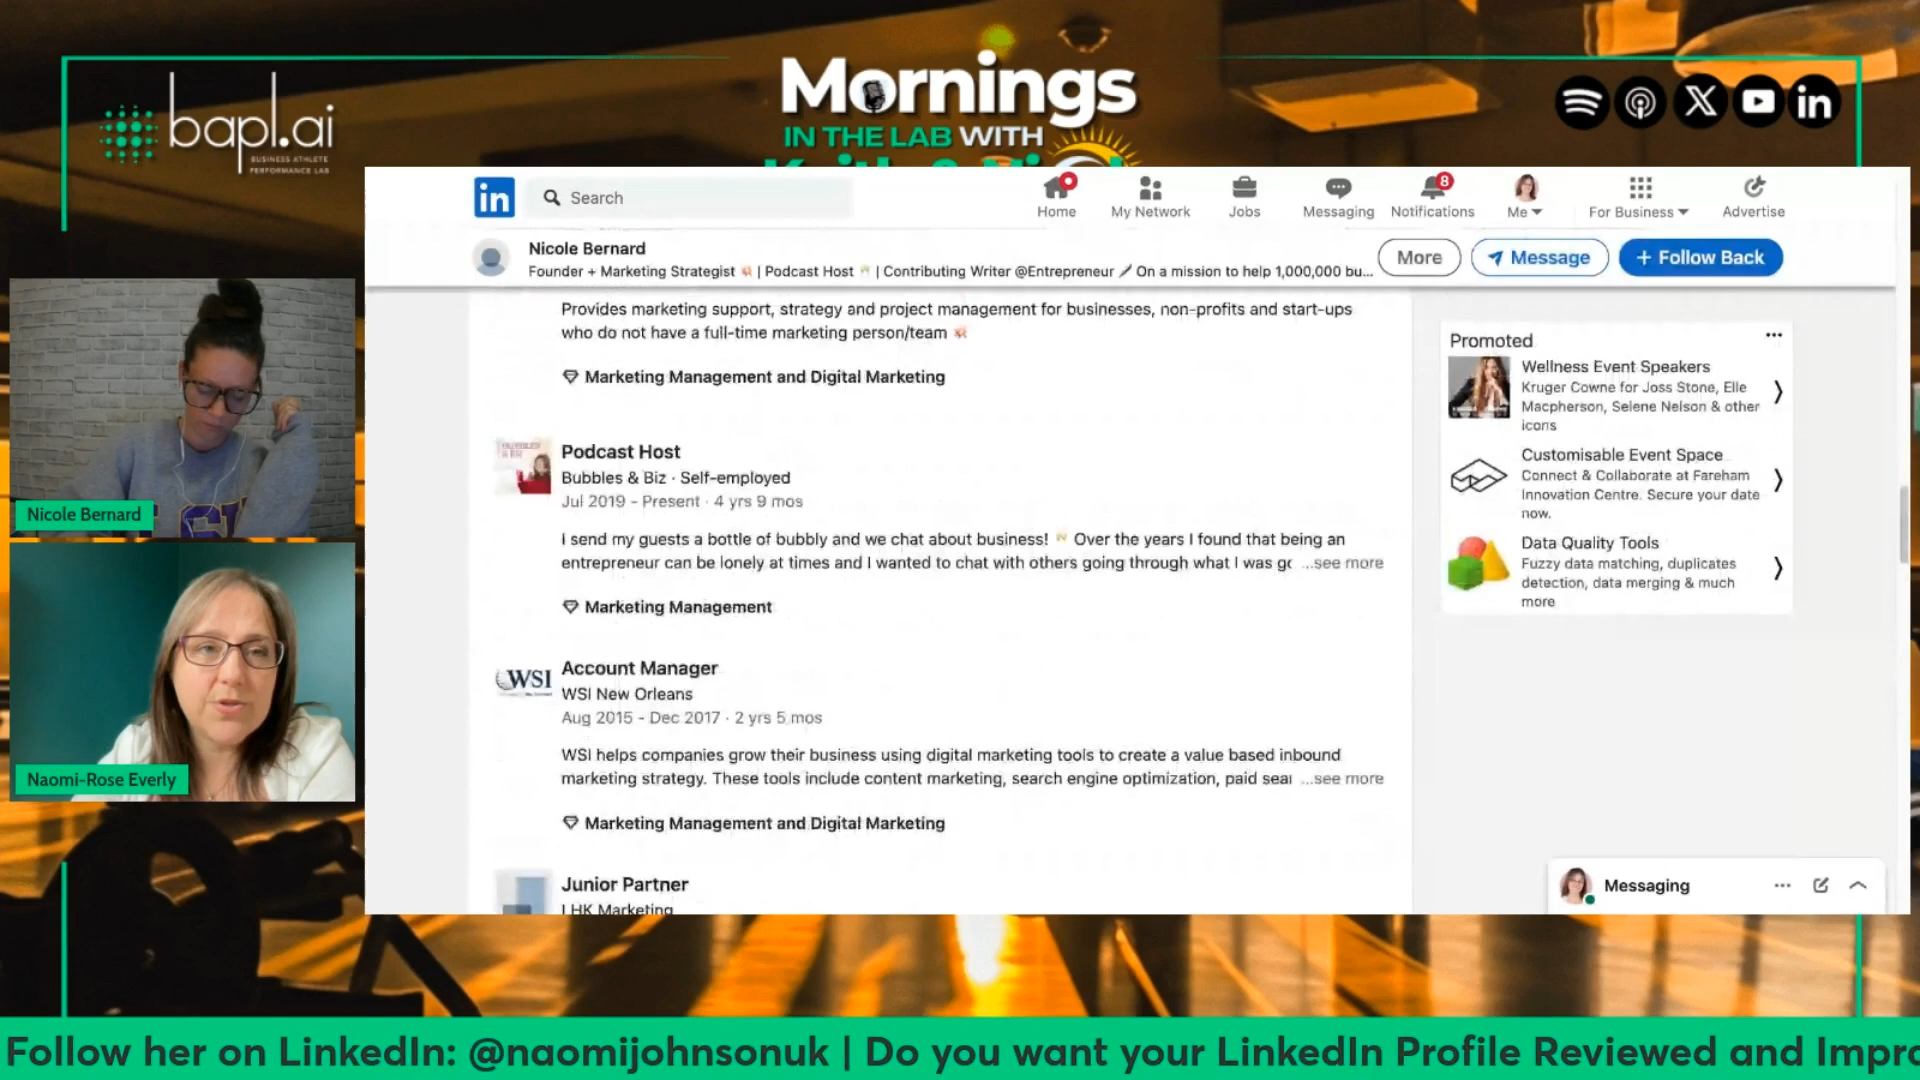 bapl.ai
BUSINESS ATHLETE
PERFORMANCE LAB
Mornings
IN THE LAB WITH
in
in Search
Home
My Network
Jobs
Messaging
8
Notifications
Me
For Business
Advertise
Nicole Bernard
Founder + Marketing Strategist | Podcast Host | Contributing Writer @Entrepreneur On a mission to help 1,000,000 bu...
More
Message
+ Follow Back
Provides marketing support, strategy and project management for businesses, non-profits and start-ups
who do not have a full-time marketing person/team
Marketing Management and Digital Marketing
Podcast Host
Bubbles & Biz · Self-employed
Jul 2019 - Present · 4 yrs 9 mos
I send my guests a bottle of bubbly and we chat about business! Over the years I found that being an
entrepreneur can be lonely at times and I wanted to chat with others going through what I was gc ...see more
Marketing Management
WSI
Account Manager
WSI New Orleans
Aug 2015 - Dec 2017 · 2 yrs 5 mos
WSI helps companies grow their business using digital marketing tools to create a value based inbound
marketing strategy. These tools include content marketing, search engine optimization, paid sear ...see more
Marketing Management and Digital Marketing
Junior Partner
LHK Marketing
Promoted
Wellness Event Speakers
Kruger Cowne for Joss Stone, Elle
Macpherson, Selene Nelson & other
icons
Customisable Event Space
Connect & Collaborate at Fareham
Innovation Centre. Secure your date
now.
Data Quality Tools
Fuzzy data matching, duplicates
detection, data merging & much
more
Messaging
Nicole Bernard
Naomi-Rose Everly
Follow her on LinkedIn: @naomijohnsonuk | Do you want your LinkedIn Profile Reviewed and Impro